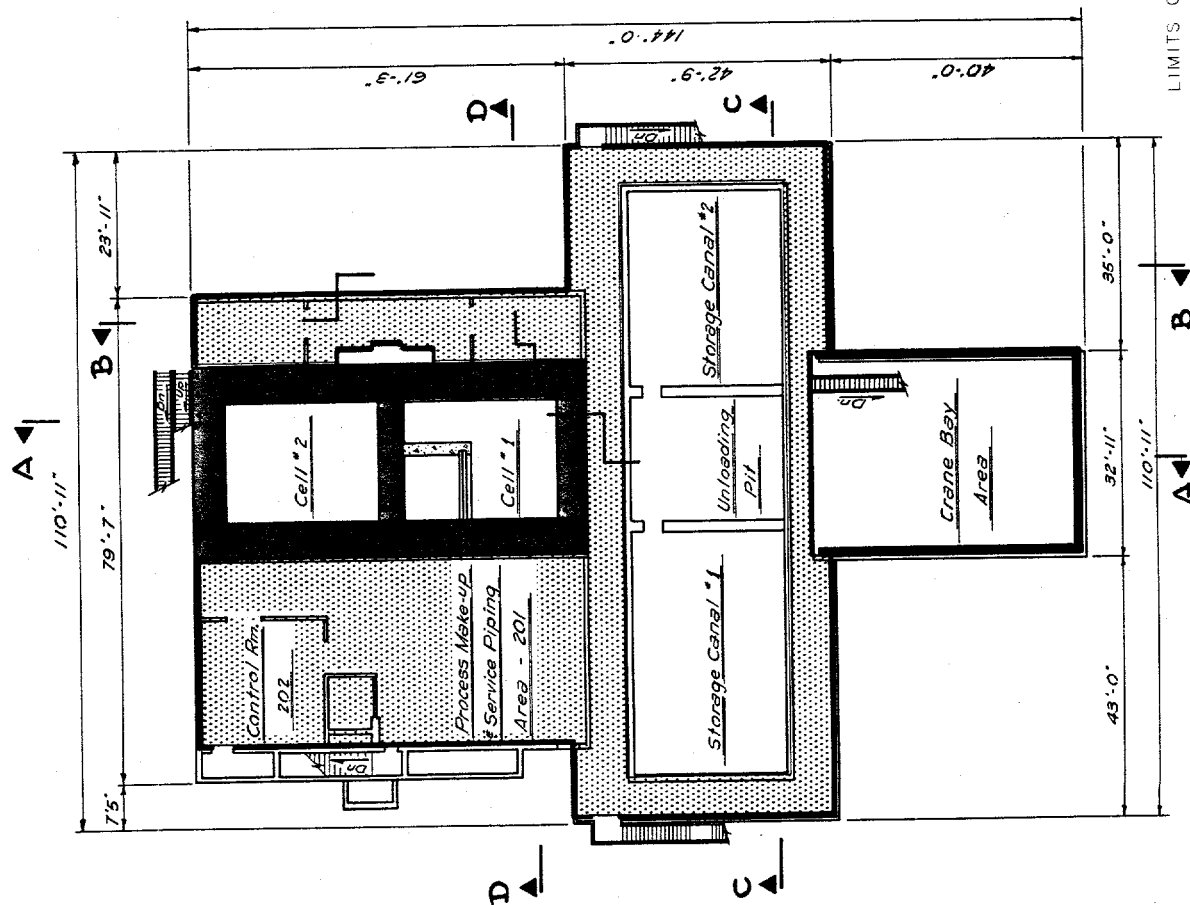 LIMITS
144'-0"
61'-3"
42'-9"
40'-0"
110'-11"
79'-7"
23'-11"
7'5"
A
B
D
C
Dn.
Up
Dn.
Cell #2
Cell #1
Control Rm.
202
Process Make-up
& Service Piping
Area - 201
Dn.
Storage Canal #2
Unloading
Pit
Storage Canal #1
Dn.
Crane Bay
Area
Dn.
35'-0"
32'-11"
43'-0"
110'-11"
D
C
B
A